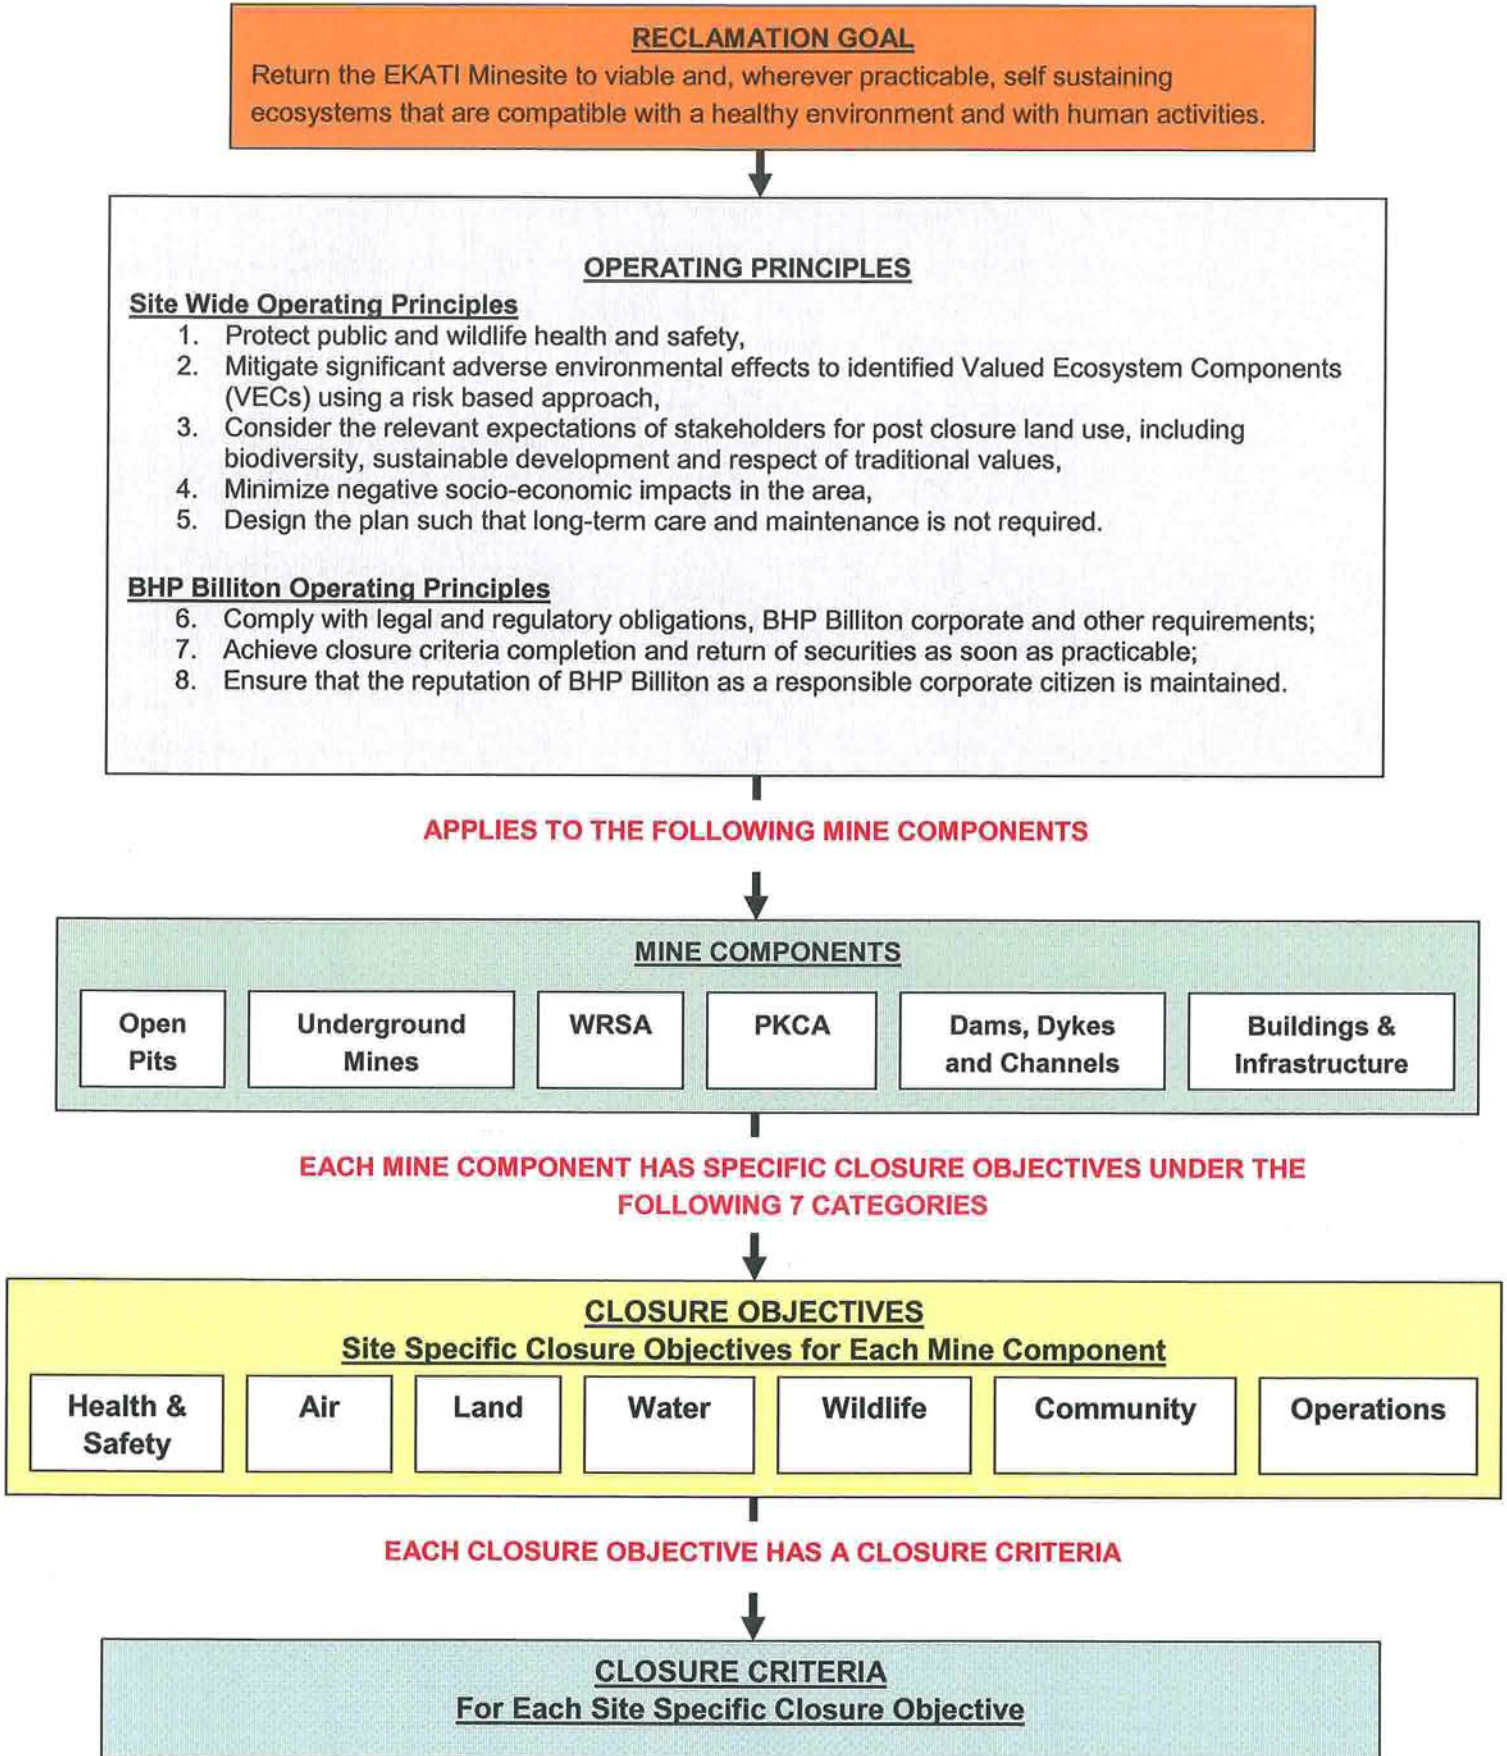 RECLAMATION GOAL
Return the EKATI Minesite to viable and, wherever practicable, self sustaining
ecosystems that are compatible with a healthy environment and with human activities.
OPERATING PRINCIPLES
Site Wide Operating Principles
1. Protect public and wildlife health and safety,
2. Mitigate significant adverse environmental effects to identified Valued Ecosystem Components
(VECs) using a risk based approach,
3. Consider the relevant expectations of stakeholders for post closure land use, including
biodiversity, sustainable development and respect of traditional values,
4. Minimize negative socio-economic impacts in the area,
5. Design the plan such that long-term care and maintenance is not required.
BHP Billiton Operating Principles
6. Comply with legal and regulatory obligations, BHP Billiton corporate and other requirements;
7. Achieve closure criteria completion and return of securities as soon as practicable;
8. Ensure that the reputation of BHP Billiton as a responsible corporate citizen is maintained.
APPLIES TO THE FOLLOWING MINE COMPONENTS
MINE COMPONENTS
Open
Pits
Underground
Mines
WRSA
PKCA
Dams, Dykes
and Channels
Buildings &
Infrastructure
EACH MINE COMPONENT HAS SPECIFIC CLOSURE OBJECTIVES UNDER THE
FOLLOWING 7 CATEGORIES
CLOSURE OBJECTIVES
Site Specific Closure Objectives for Each Mine Component
Health &
Safety
Air
Land
Water
Wildlife
Community
Operations
EACH CLOSURE OBJECTIVE HAS A CLOSURE CRITERIA
CLOSURE CRITERIA
For Each Site Specific Closure Objective